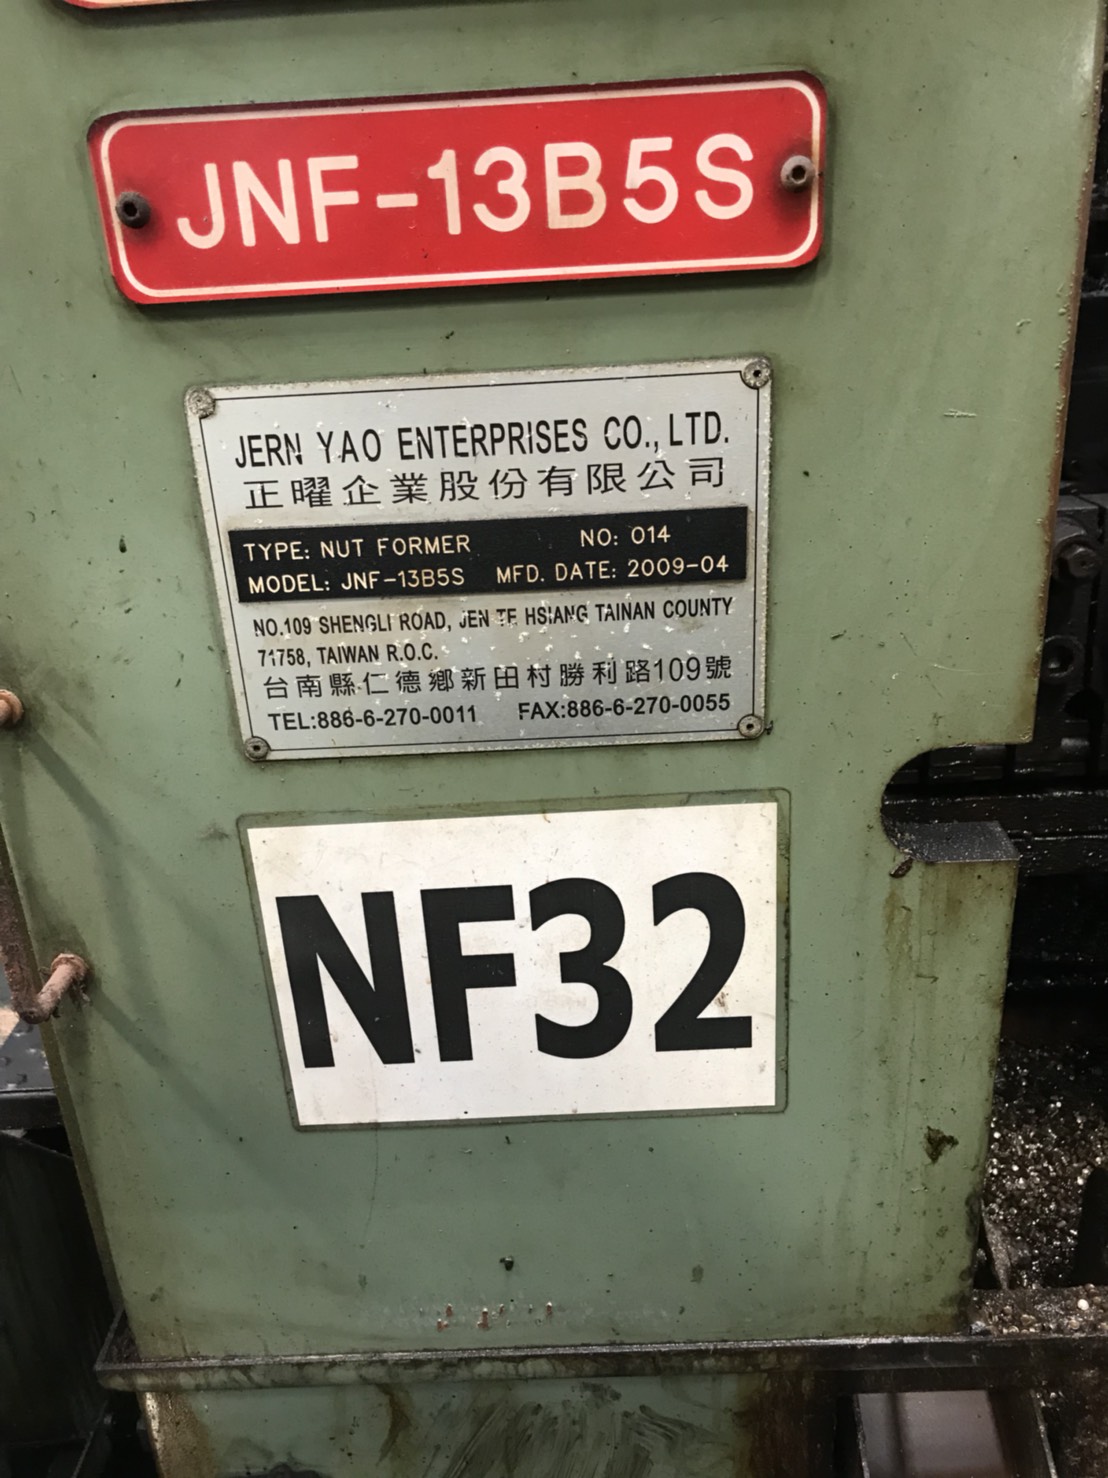 JNF-13B5S
JERN YAO ENTERPRISES CO., LTD.
正曜企業股份有限公司
TYPE: NUT FORMER NO: 014
MODEL: JNF-13B5S MFD. DATE: 2009-04
NO.109 SHENGLI ROAD, JEN TE HSIANG TAINAN COUNTY
71758, TAIWAN R.O.C.
台南縣仁德鄉新田村勝利路109號
TEL:886-6-270-0011 FAX:886-6-270-0055
NF32